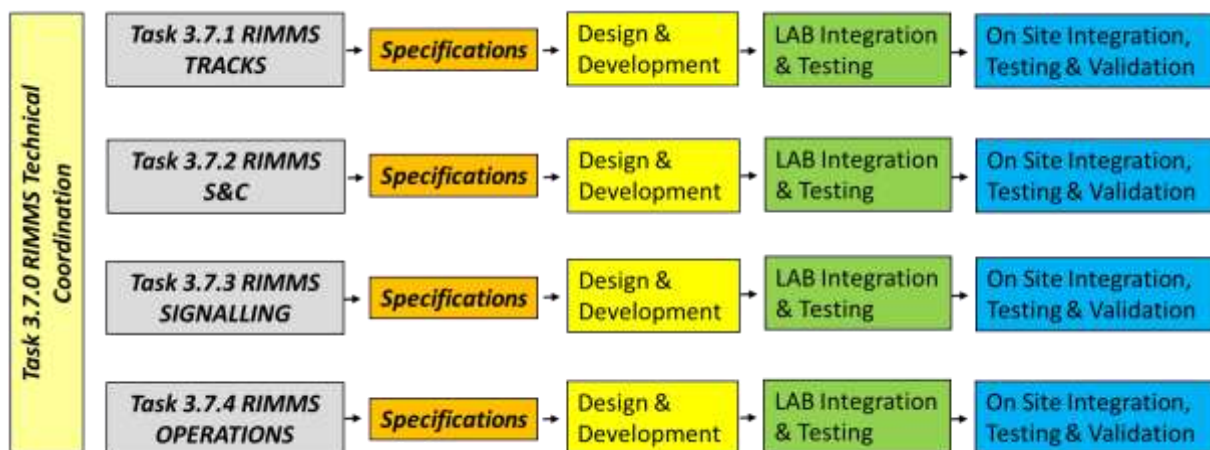 Task 3.7.0 RIMMS Technical
Coordination
Task 3.7.1 RIMMS
TRACKS
Specifications
Design &
Development
LAB Integration
& Testing
On Site Integration,
Testing & Validation
Task 3.7.2 RIMMS
S&C
Specifications
Design &
Development
LAB Integration
& Testing
On Site Integration,
Testing & Validation
Task 3.7.3 RIMMS
SIGNALLING
Specifications
Design &
Development
LAB Integration
& Testing
On Site Integration,
Testing & Validation
Task 3.7.4 RIMMS
OPERATIONS
Specifications
Design &
Development
LAB Integration
& Testing
On Site Integration,
Testing & Validation